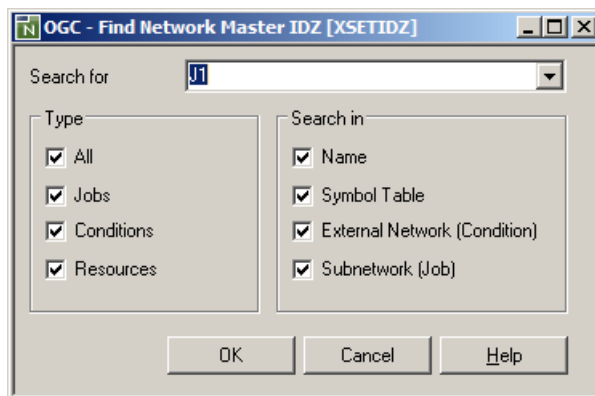 OGC - Find Network Master IDZ [XSETIDZ]
Search for J1
Type
All
Jobs
Conditions
Resources
Search in
Name
Symbol Table
External Network (Condition)
Subnetwork (Job)
OK Cancel Help